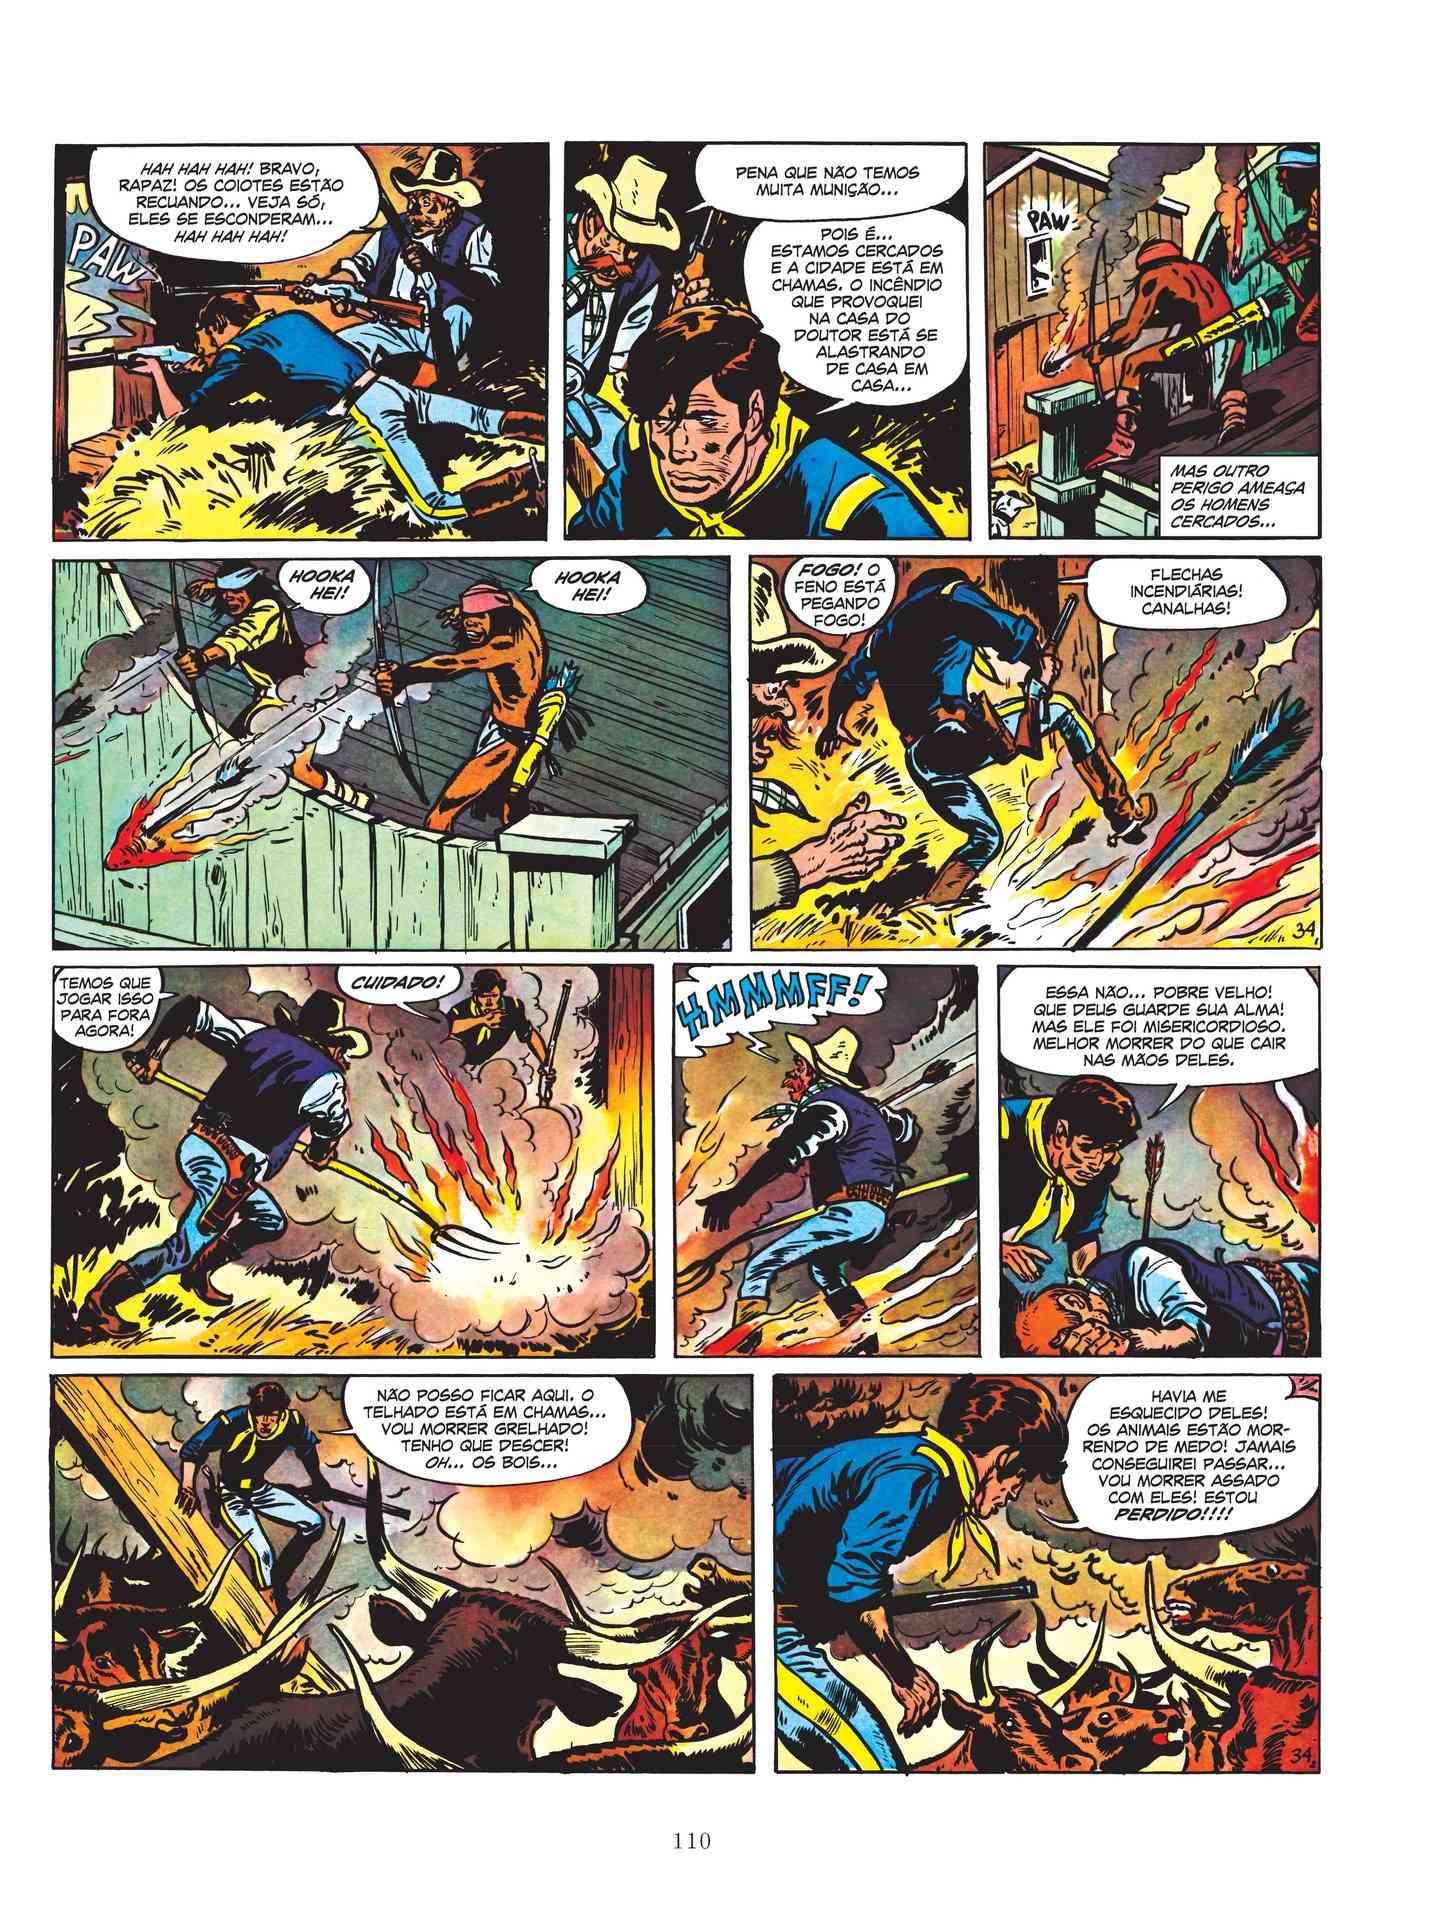 HAH HAH HAH! BRAVO,
RAPAZ! OS COIOTES ESTÃO
RECUANDO... VEJA SÓ,
ELES SE ESCONDERAM...
HAH HAH HAH!
PAW
PENA QUE NÃO TEMOS
MUITA MUNIÇÃO...
POIS É...
ESTAMOS CERCADOS
E A CIDADE ESTÁ EM
CHAMAS. O INCÊNDIO
QUE PROVOQUEI
NA CASA DO
DOUTOR ESTÁ SE
ALASTRANDO
DE CASA EM
CASA...
PAW
MAS OUTRO
PERIGO AMEAÇA
OS HOMENS
CERCADOS...
HOOKA
HEI!
HOOKA
HEI!
FOGO! O
FENO ESTÁ
PEGANDO
FOGO!
FLECHAS
INCENDIÁRIAS!
CANALHAS!
34
TEMOS QUE
JOGAR ISSO
PARA FORA
AGORA!
CUIDADO!
YMMMMFF!
ESSA NÃO... POBRE VELHO!
QUE DEUS GUARDE SUA ALMA!
MAS ELE FOI MISERICORDIOSO.
MELHOR MORRER DO QUE CAIR
NAS MÃOS DELES.
NÃO POSSO FICAR AQUI. O
TELHADO ESTÁ EM CHAMAS...
VOU MORRER GRELHADO!
TENHO QUE DESCER!
OH... OS BOIS...
HAVIA ME
ESQUECIDO DELES!
OS ANIMAIS ESTÃO MOR-
RENDO DE MEDO! JAMAIS
CONSEGUIREI PASSAR...
VOU MORRER ASSADO
COM ELES! ESTOU
PERDIDO!!!!
34
110